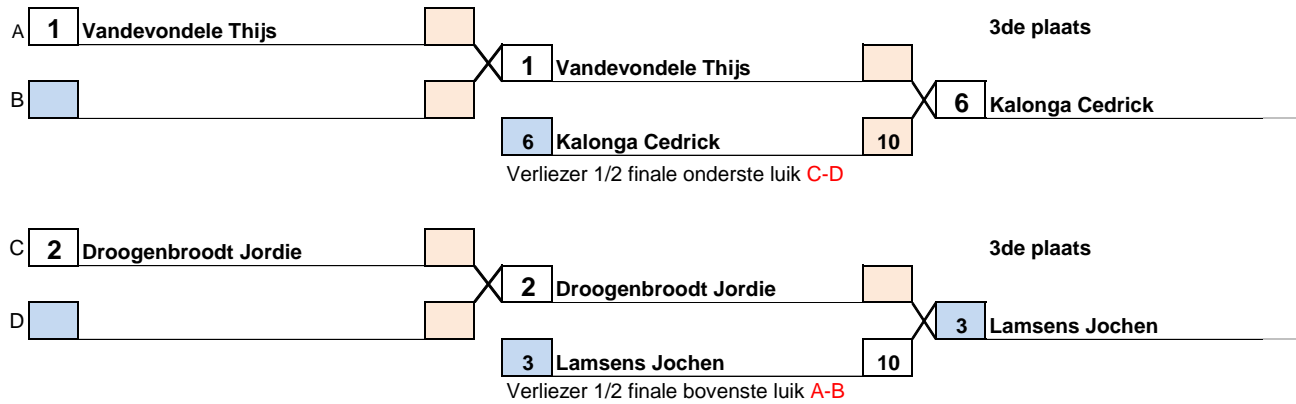 A 1 Vandevondele Thijs 3de plaats
1 Vandevondele Thijs
B 6 Kalonga Cedrick
6 Kalonga Cedrick 10
Verliezer 1/2 finale onderste luik C-D
C 2 Droogenbroodt Jordie 3de plaats
2 Droogenbroodt Jordie
D 3 Lamsens Jochen
3 Lamsens Jochen 10
Verliezer 1/2 finale bovenste luik A-B